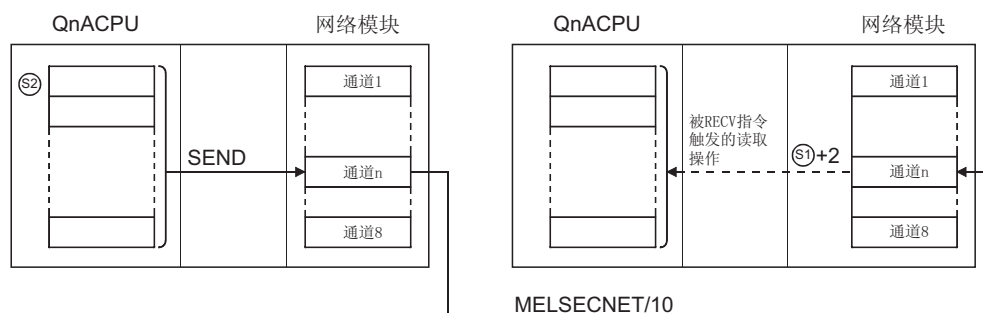 QnACPU
网络模块
S2
通道1
SEND
通道n
通道8
QnACPU
网络模块
通道1
被RECV指令
触发的读取
操作
S1+2
通道n
通道8
MELSECNET/10